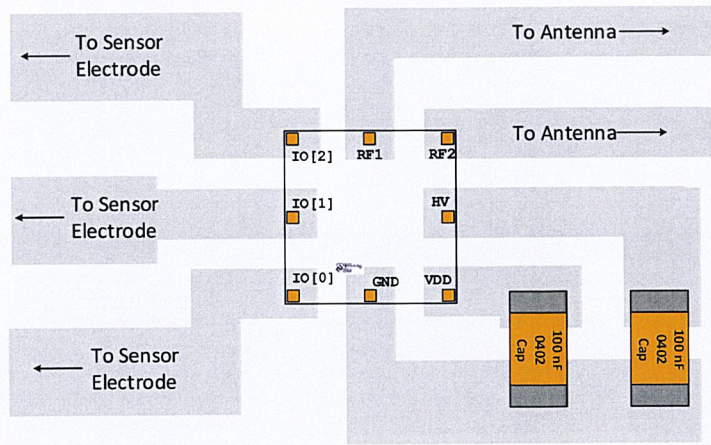 To Sensor
Electrode
To Antenna
To Antenna
IO[2]
RF1
RF2
To Sensor
Electrode
IO[1]
HV
IO[0]
GND
VDD
To Sensor
Electrode
100 nF
0402
Cap
100 nF
0402
Cap